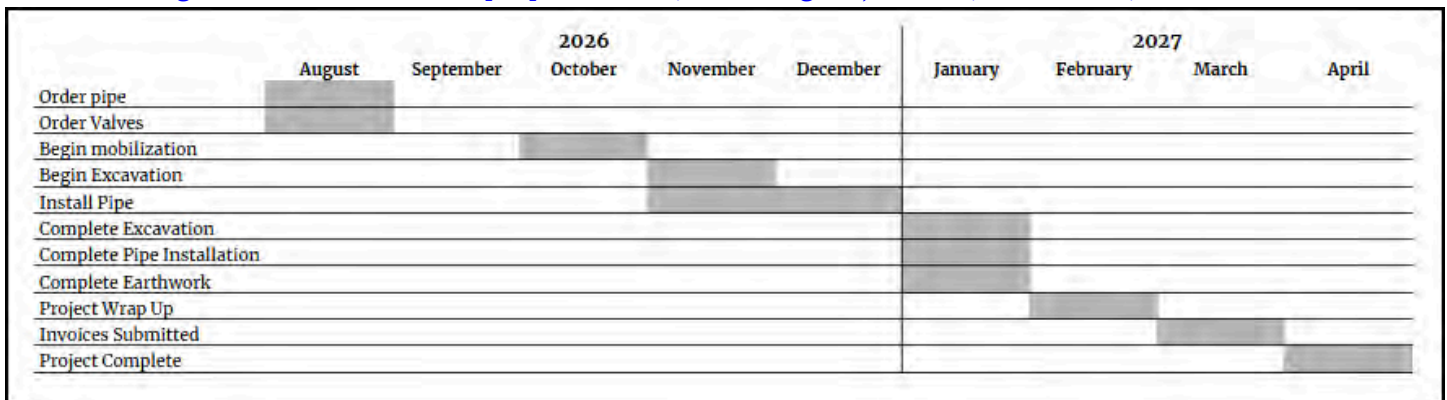 2026 2027
August September October November December January February March April
Order pipe
Order Valves
Begin mobilization
Begin Excavation
Install Pipe
Complete Excavation
Complete Pipe Installation
Complete Earthwork
Project Wrap Up
Invoices Submitted
Project Complete